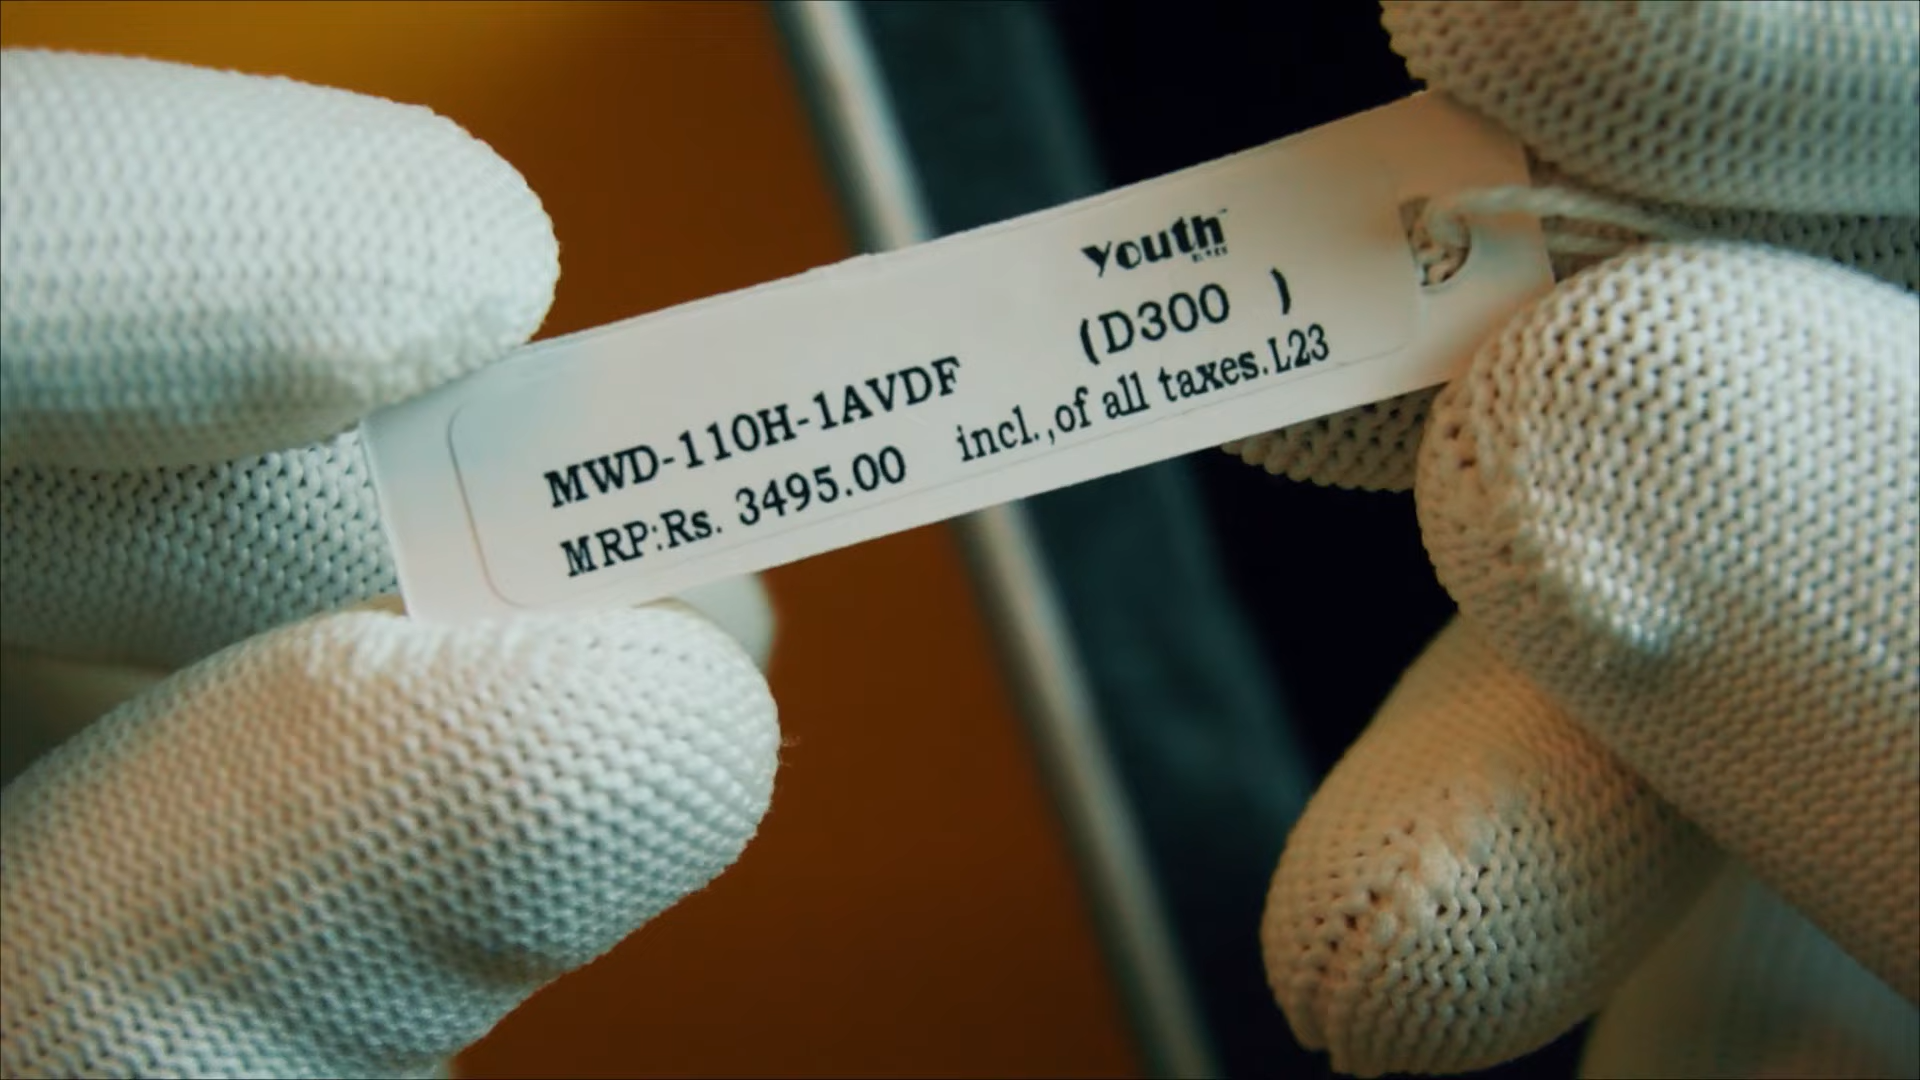 Youth
(D300 )
MWD-110H-1AVDF
MRP:Rs. 3495.00 incl.,of all taxes.L23